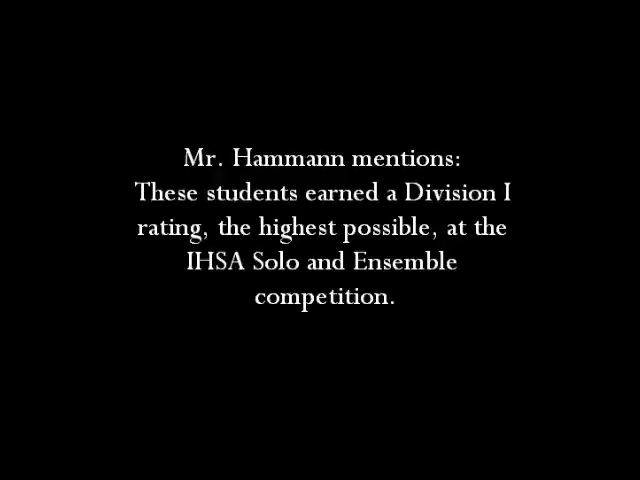 Mr. Hammann mentions:
These students earned a Division I
rating, the highest possible, at the
IHSA Solo and Ensemble
competition.